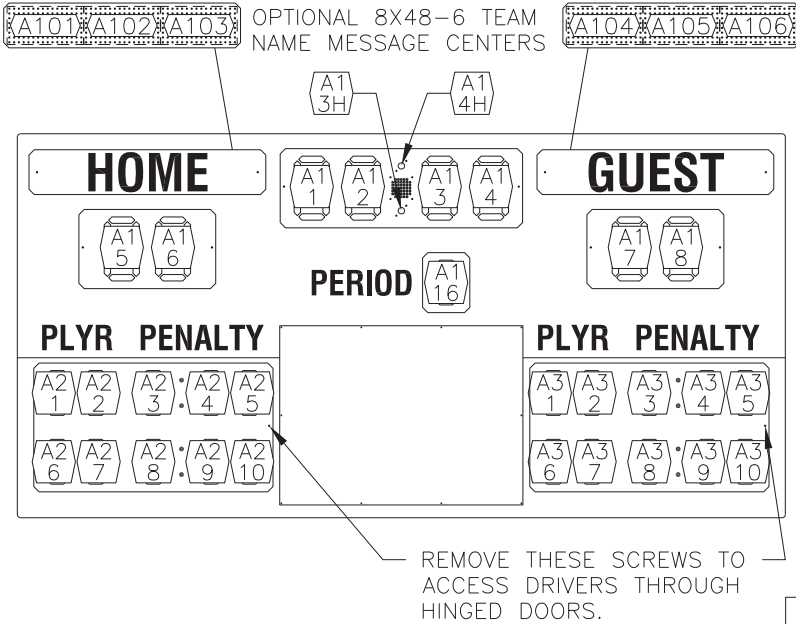 A101 A102 A103 OPTIONAL 8X48-6 TEAM A104 A105 A106
NAME MESSAGE CENTERS
A1 A1
3H 4H
HOME A1 A1 A1 A1 GUEST
1 2 3 4
A1 A1 A1 A1
5 6 7 8
PERIOD A1
16
PLYR PENALTY PLYR PENALTY
A2 A2 A2 : A2 A2 A3 A3 A3 : A3 A3
1 2 3 4 5 1 2 3 4 5
A2 A2 A2 : A2 A2 A3 A3 A3 : A3 A3
6 7 8 9 10 6 7 8 9 10
REMOVE THESE SCREWS TO
ACCESS DRIVERS THROUGH
HINGED DOORS.